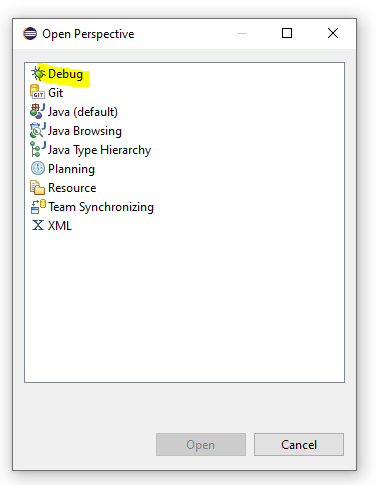 Open Perspective
Debug
Git
Java (default)
Java Browsing
Java Type Hierarchy
Planning
Resource
Team Synchronizing
XML
Open
Cancel